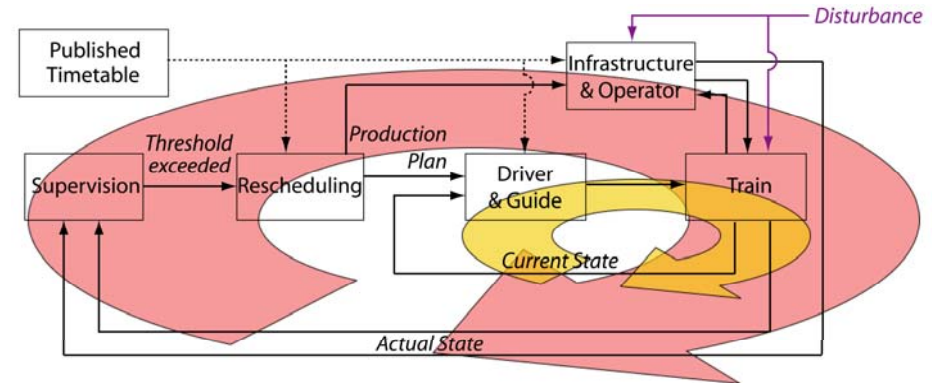 Disturbance
Published
Timetable
Infrastructure
& Operator
Threshold
exceeded
Production
Plan
Supervision
Rescheduling
Driver
& Guide
Train
Current State
Actual State